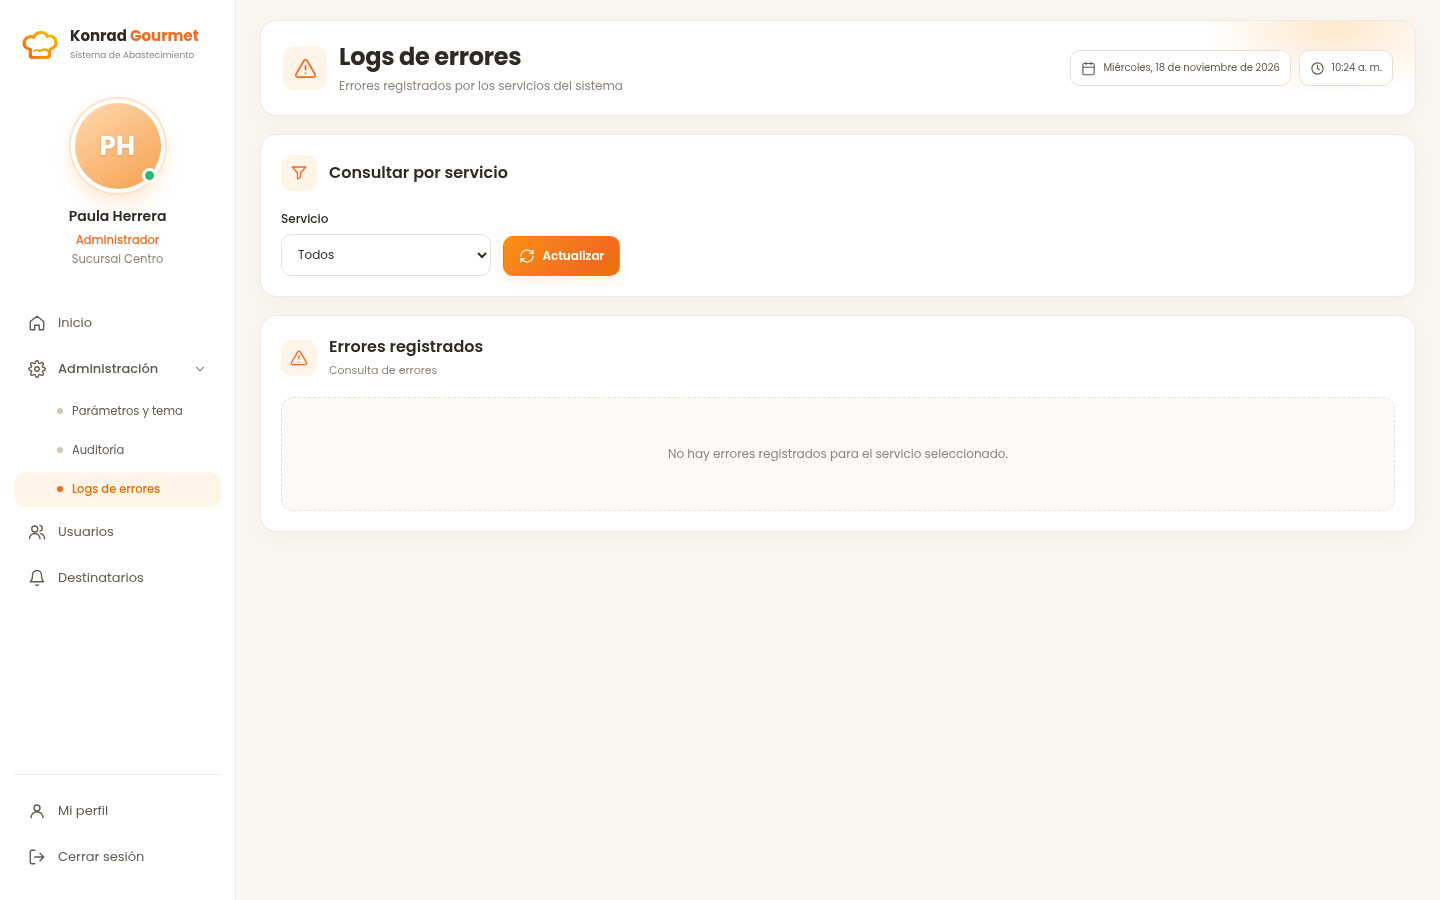 Konrad Gourmet
Sistema de Abastecimiento
PH
Paula Herrera
Administrador
Sucursal Centro
Inicio
Administración
Parámetros y tema
Auditoría
Logs de errores
Usuarios
Destinatarios
Mi perfil
Cerrar sesión
Logs de errores
Errores registrados por los servicios del sistema
Miércoles, 18 de noviembre de 2026
10:24 a. m.
Consultar por servicio
Servicio
Todos
Actualizar
Errores registrados
Consulta de errores
No hay errores registrados para el servicio seleccionado.